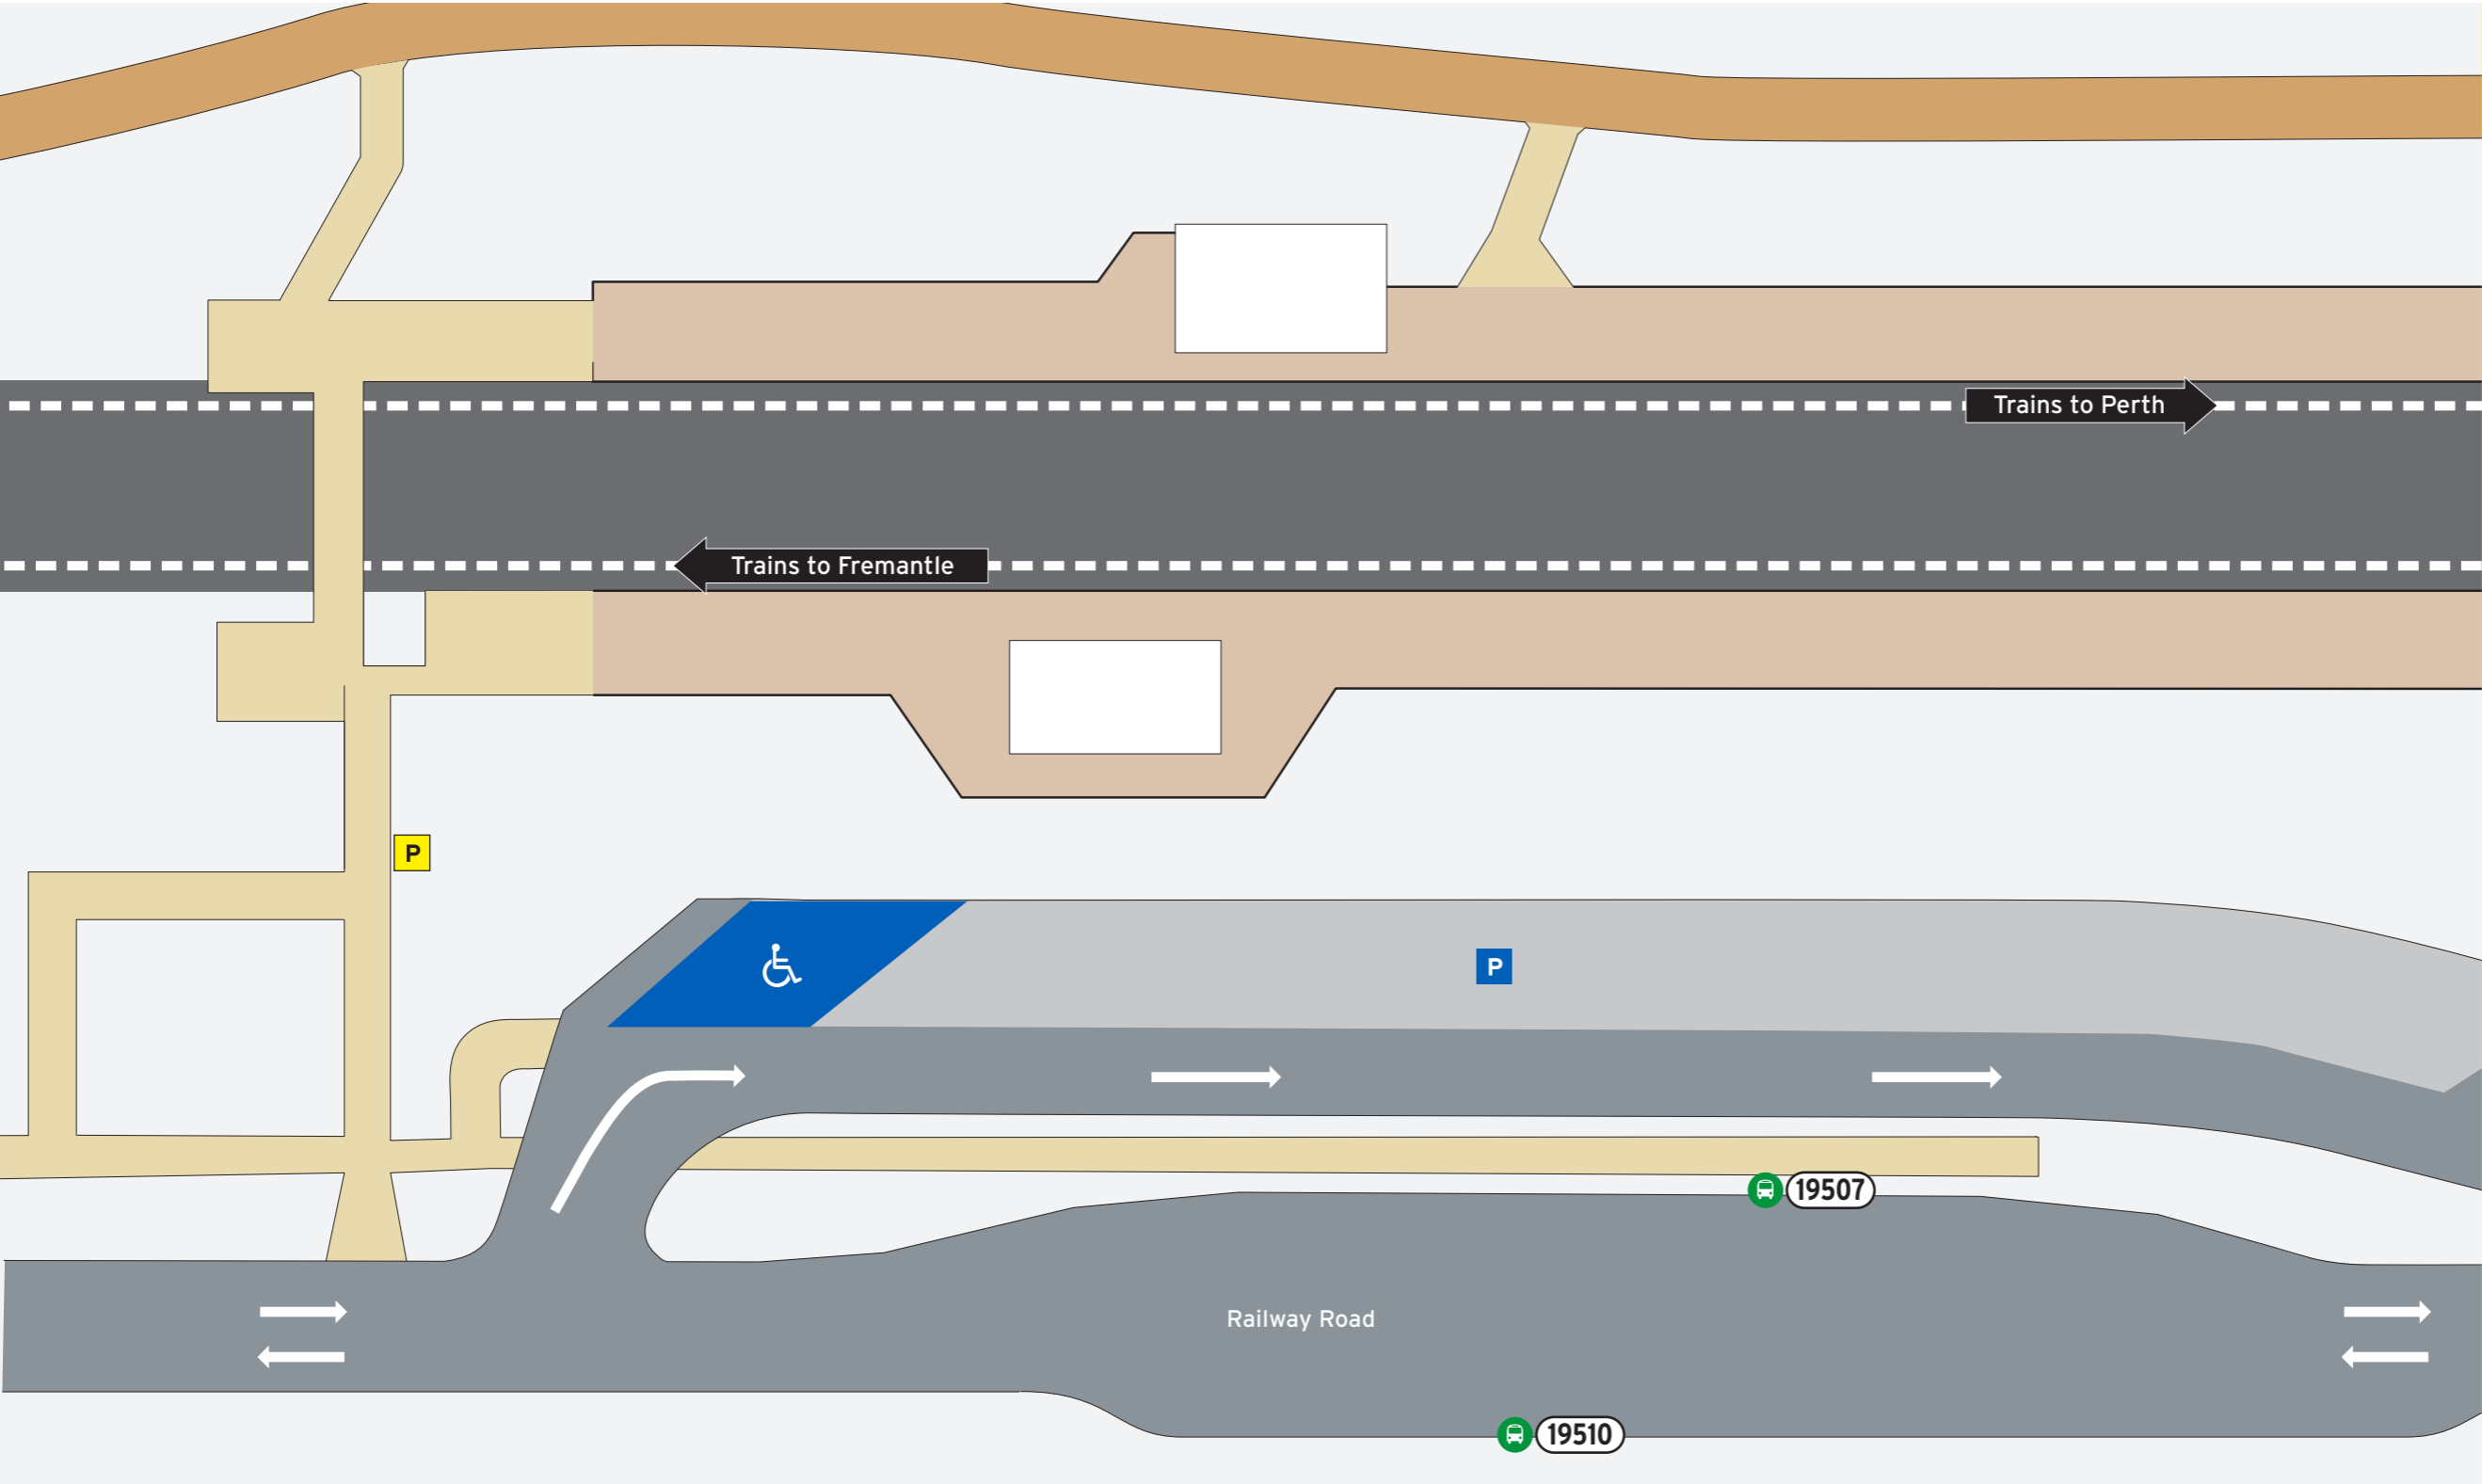 Trains to Perth
Trains to Fremantle
P
P
19507
Railway Road
19510